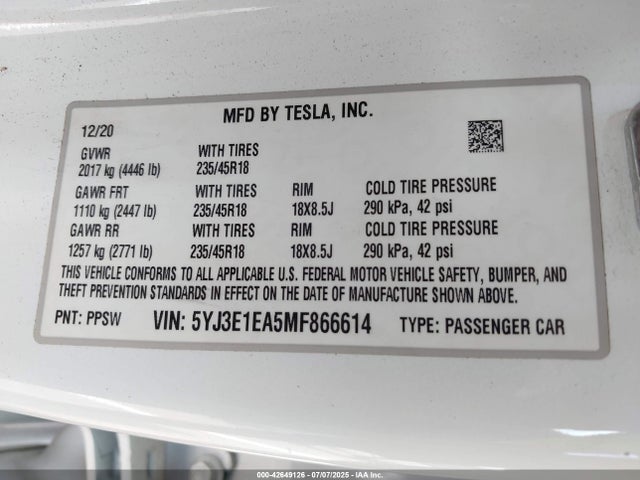 MFD BY TESLA, INC.
12/20
GVWR WITH TIRES
2017 kg (4446 lb) 235/45R18
GAWR FRT WITH TIRES RIM COLD TIRE PRESSURE
1110 kg (2447 lb) 235/45R18 18X8.5J 290 kPa, 42 psi
GAWR RR WITH TIRES RIM COLD TIRE PRESSURE
1257 kg (2771 lb) 235/45R18 18X8.5J 290 kPa, 42 psi
THIS VEHICLE CONFORMS TO ALL APPLICABLE U.S. FEDERAL MOTOR VEHICLE SAFETY, BUMPER, AND
THEFT PREVENTION STANDARDS IN EFFECT ON THE DATE OF MANUFACTURE SHOWN ABOVE.
PNT: PPSW VIN: 5YJ3E1EA5MF866614 TYPE: PASSENGER CAR
000-42649126 - 07/07/2025 - IAAI.COM